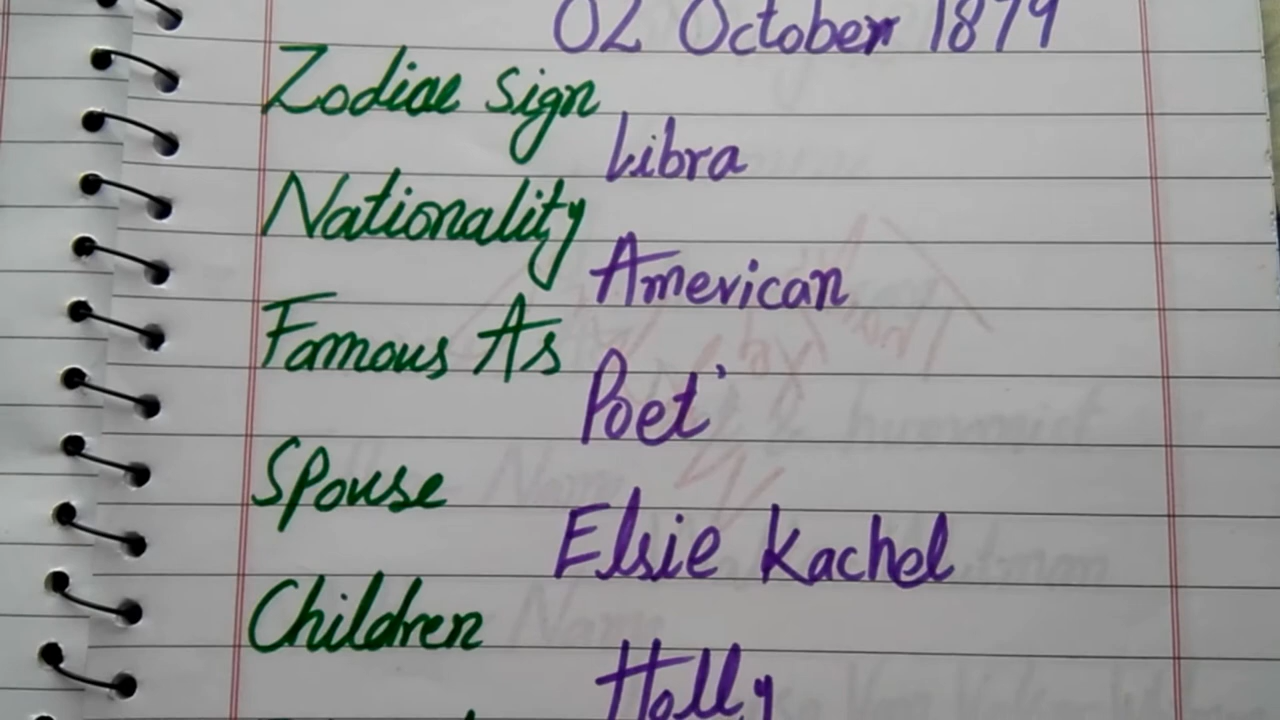 02 October 1879
Zodiac Sign
Libra
Nationality
American
Famous As
Poet
Spouse
Elsie Kachel
Children
Holly